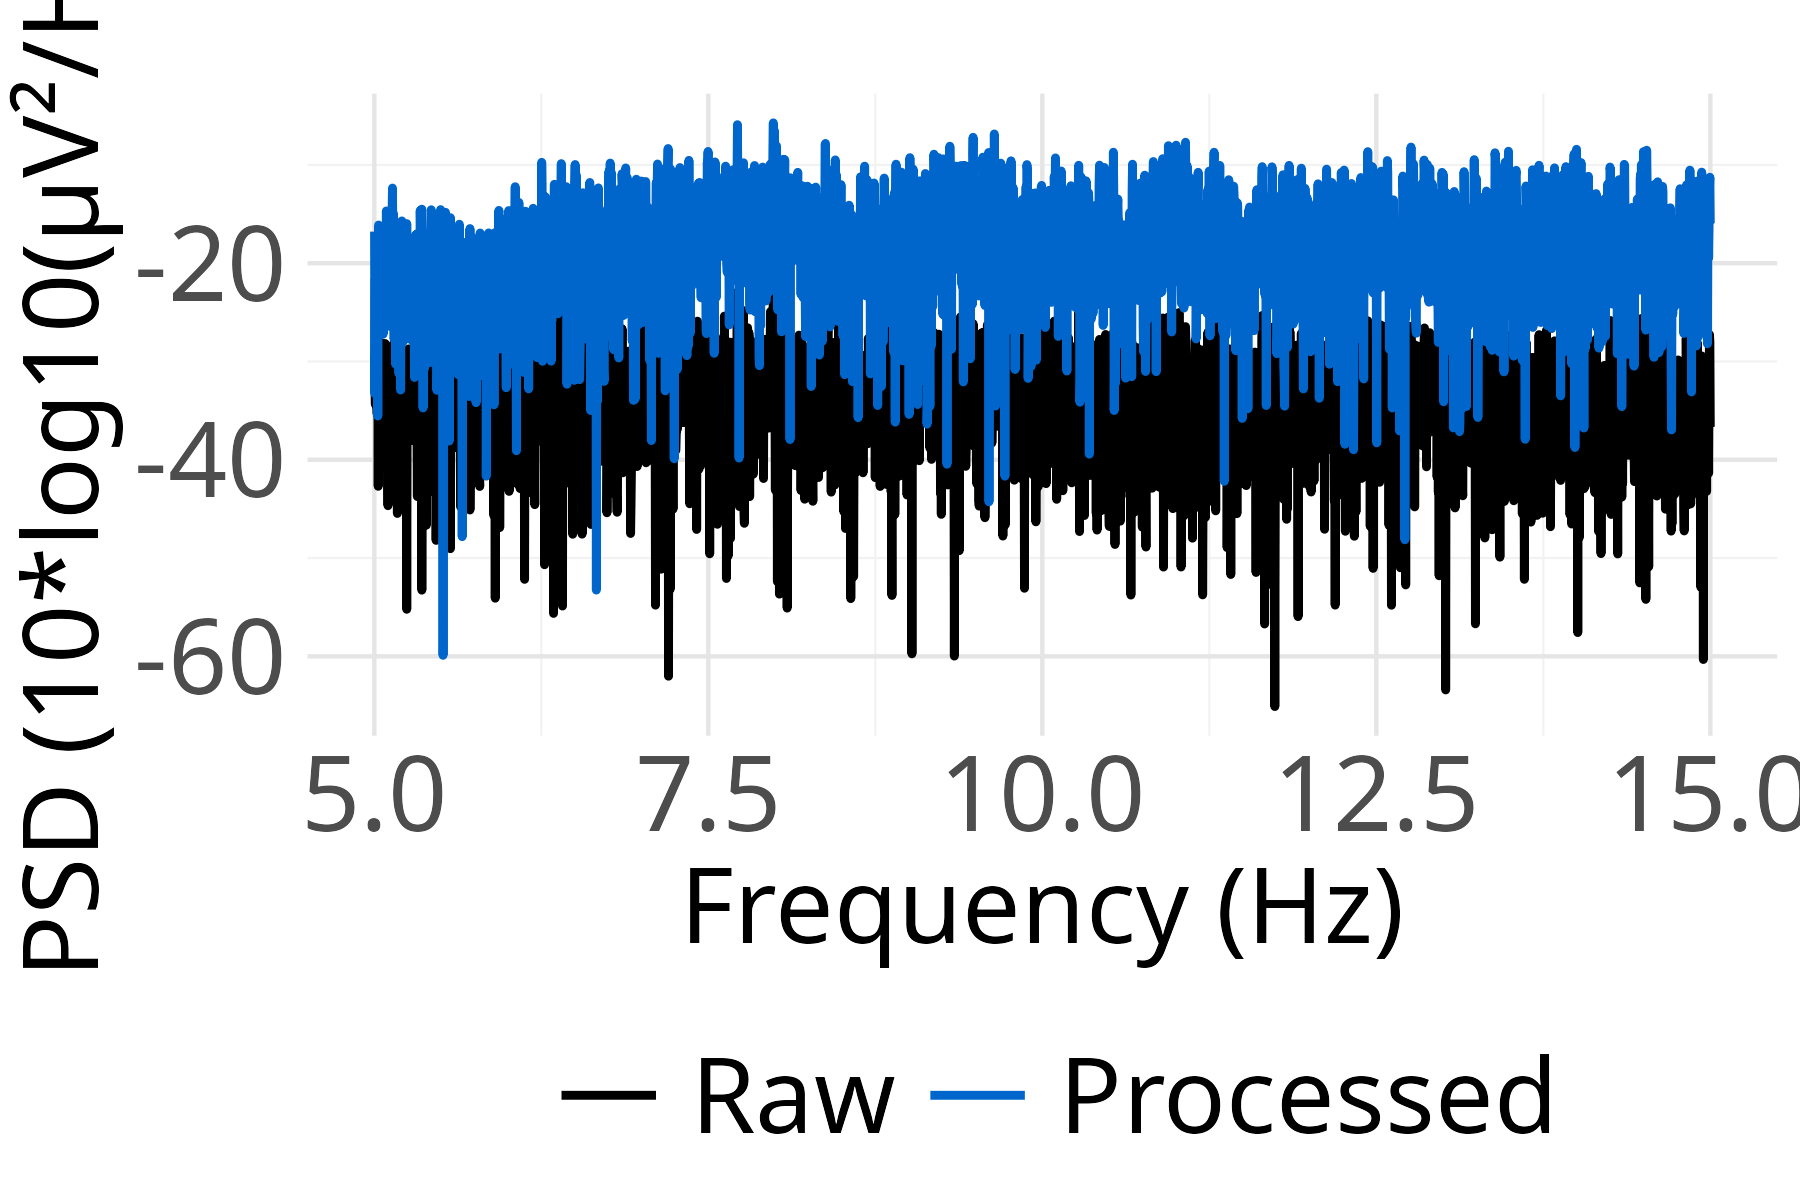 PSD (10*log10(µV²/H
-20
-40
-60
5.0 7.5 10.0 12.5 15.0
Frequency (Hz)
Raw Processed